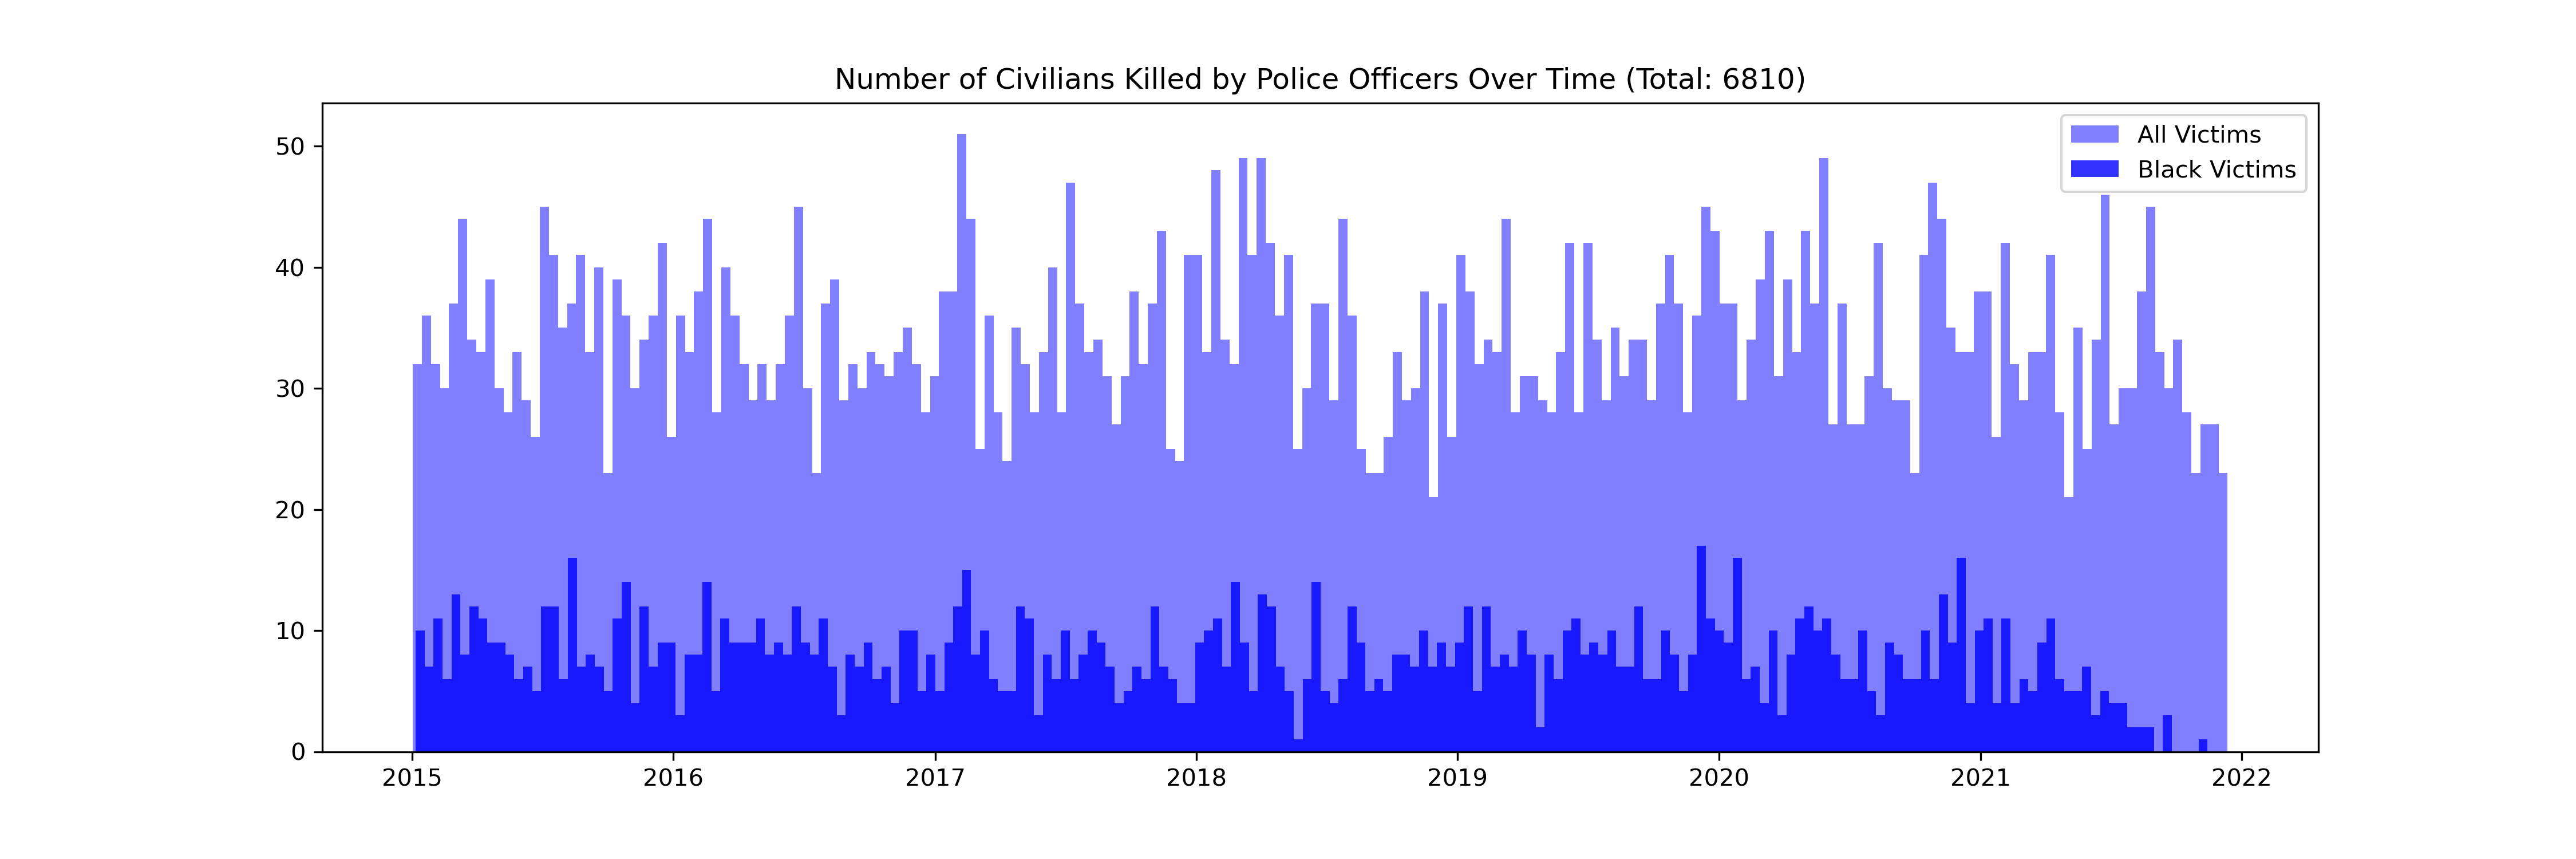 Number of Civilians Killed by Police Officers Over Time (Total: 6810)
All Victims
Black Victims
50
40
30
20
10
0
2015 2016 2017 2018 2019 2020 2021 2022